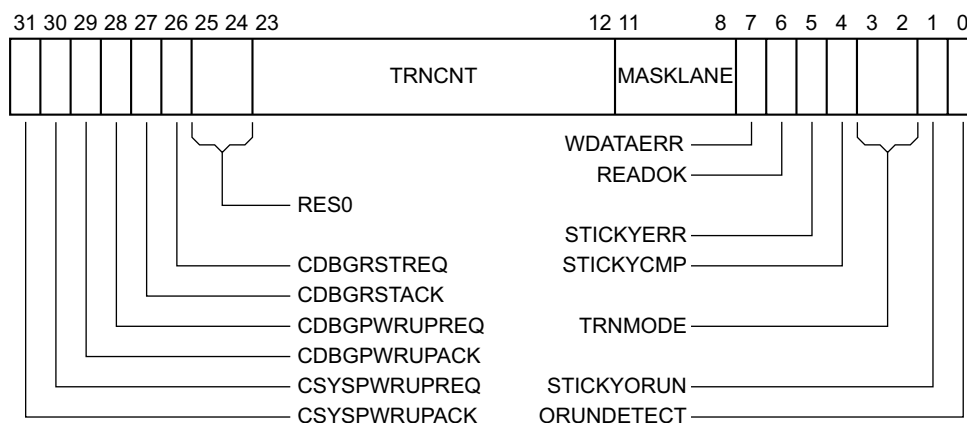 31 30 29 28 27 26 25 24 23 12 11 8 7 6 5 4 3 2 1 0
TRNCNT MASKLANE
WDATAERR
READOK
RES0
STICKYERR
CDBGRSTREQ STICKYCMP
CDBGRSTACK
CDBGPWRUPREQ TRNMODE
CDBGPWRUPACK
CSYSPWRUPREQ STICKYORUN
CSYSPWRUPACK ORUNDETECT